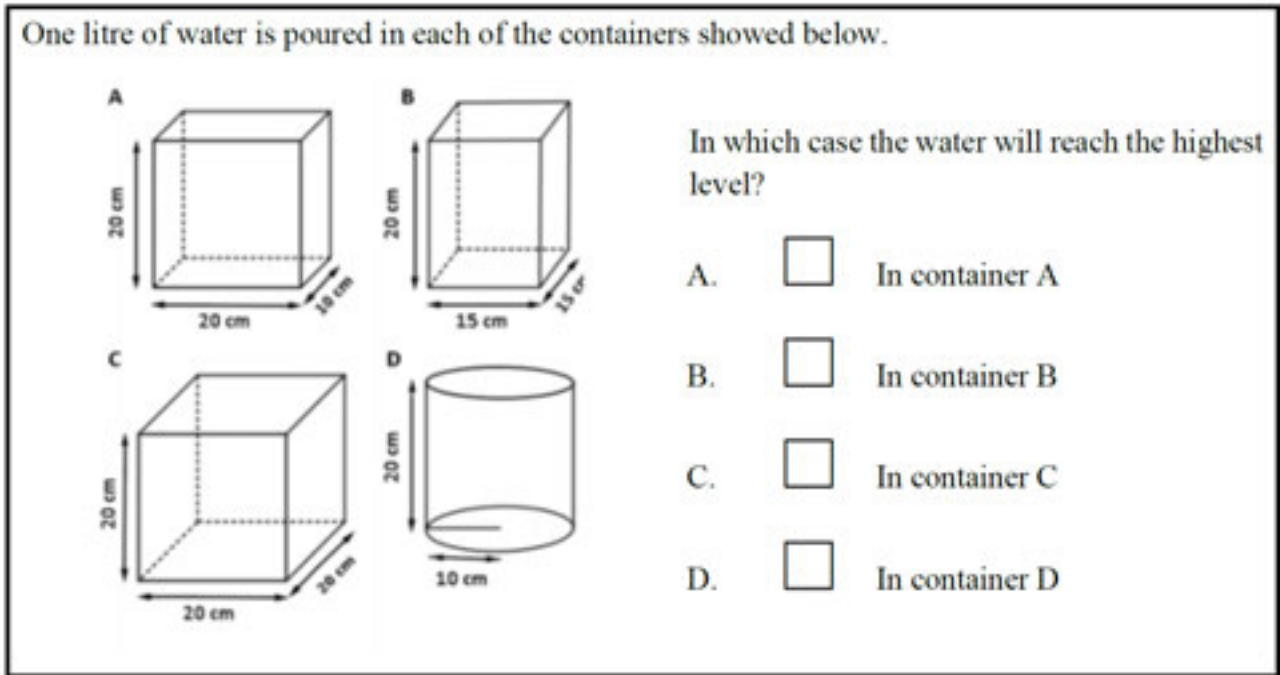 One litre of water is poured in each of the containers showed below.
A
20 cm
20 cm
10 cm
B
20 cm
15 cm
15 cm
C
20 cm
20 cm
20 cm
D
20 cm
10 cm
In which case the water will reach the highest
level?
A. In container A
B. In container B
C. In container C
D. In container D